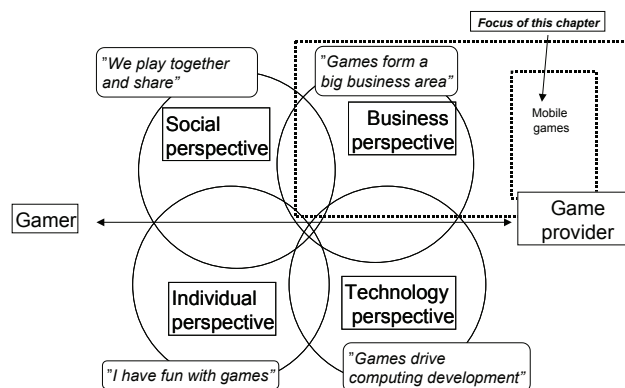 Focus of this chapter
"We play together
and share"
"Games form a
big business area"
Social
perspective
Business
perspective
Mobile
games
Gamer
Game
provider
Individual
perspective
Technology
perspective
"I have fun with games"
"Games drive
computing development"